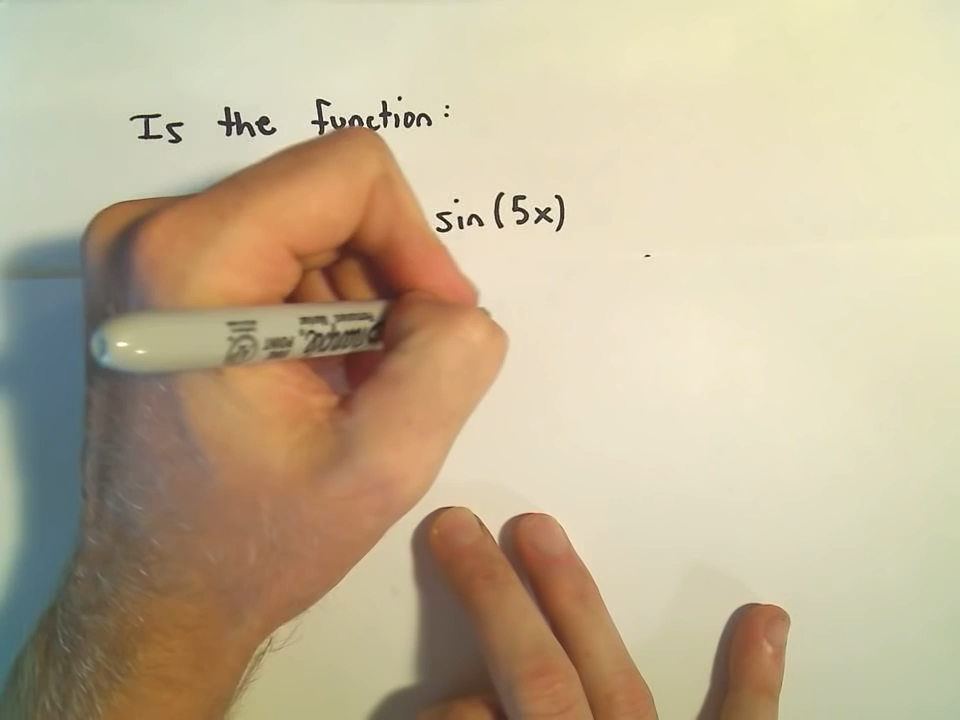 Is the function:
sin(5x)